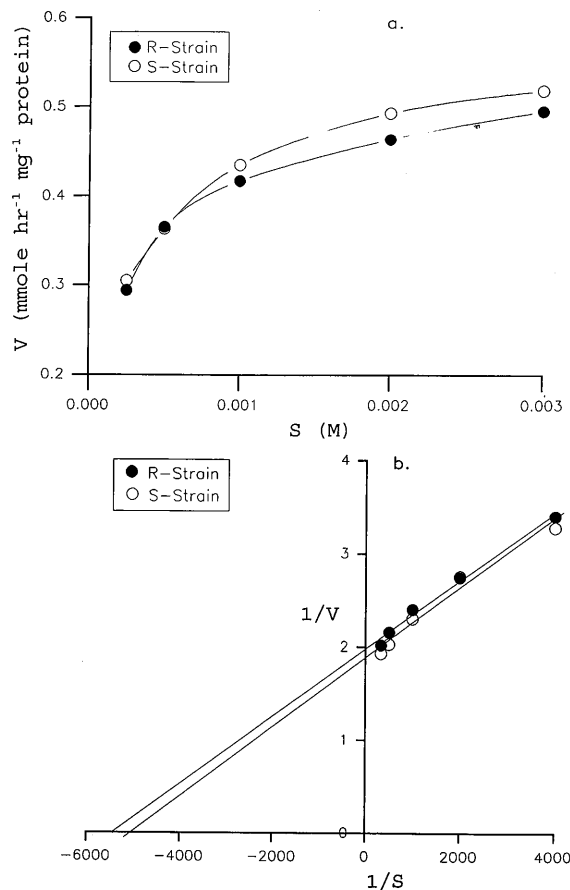 a.
R-Strain
S-Strain
V (mmole hr⁻¹ mg⁻¹ protein)
0.6
0.5
0.4
0.3
0.2
0.000 0.001 0.002 0.003
S (M)
b.
R-Strain
S-Strain
1/V
4
3
2
1
0
-6000 -4000 -2000 0 2000 4000
1/S